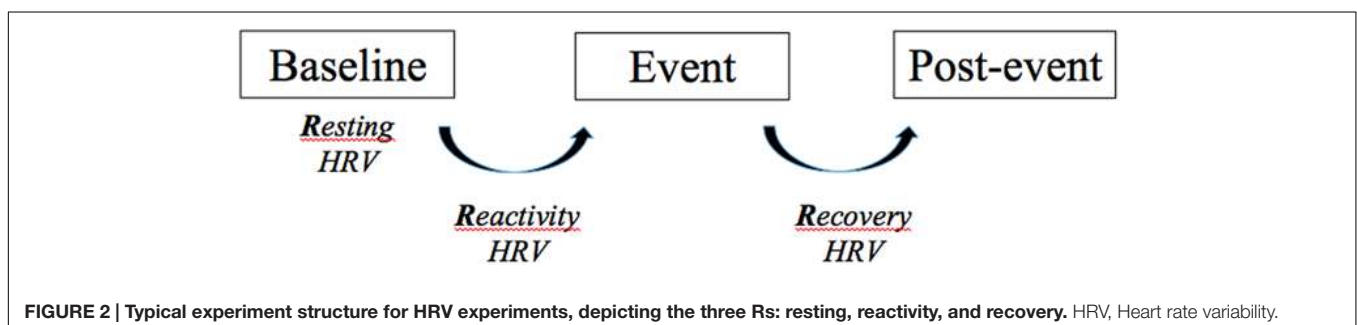 Baseline
Event
Post-event
Resting
HRV
Reactivity
HRV
Recovery
HRV
FIGURE 2 | Typical experiment structure for HRV experiments, depicting the three Rs: resting, reactivity, and recovery. HRV, Heart rate variability.